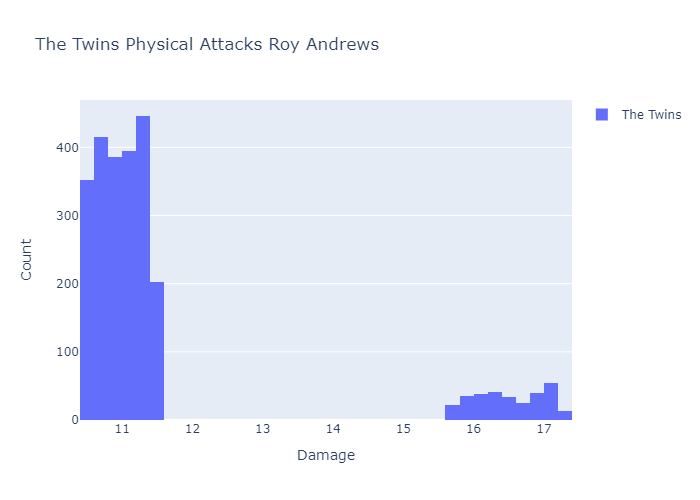 The Twins Physical Attacks Roy Andrews
The Twins
400
300
200
100
0
Count
11 12 13 14 15 16 17
Damage